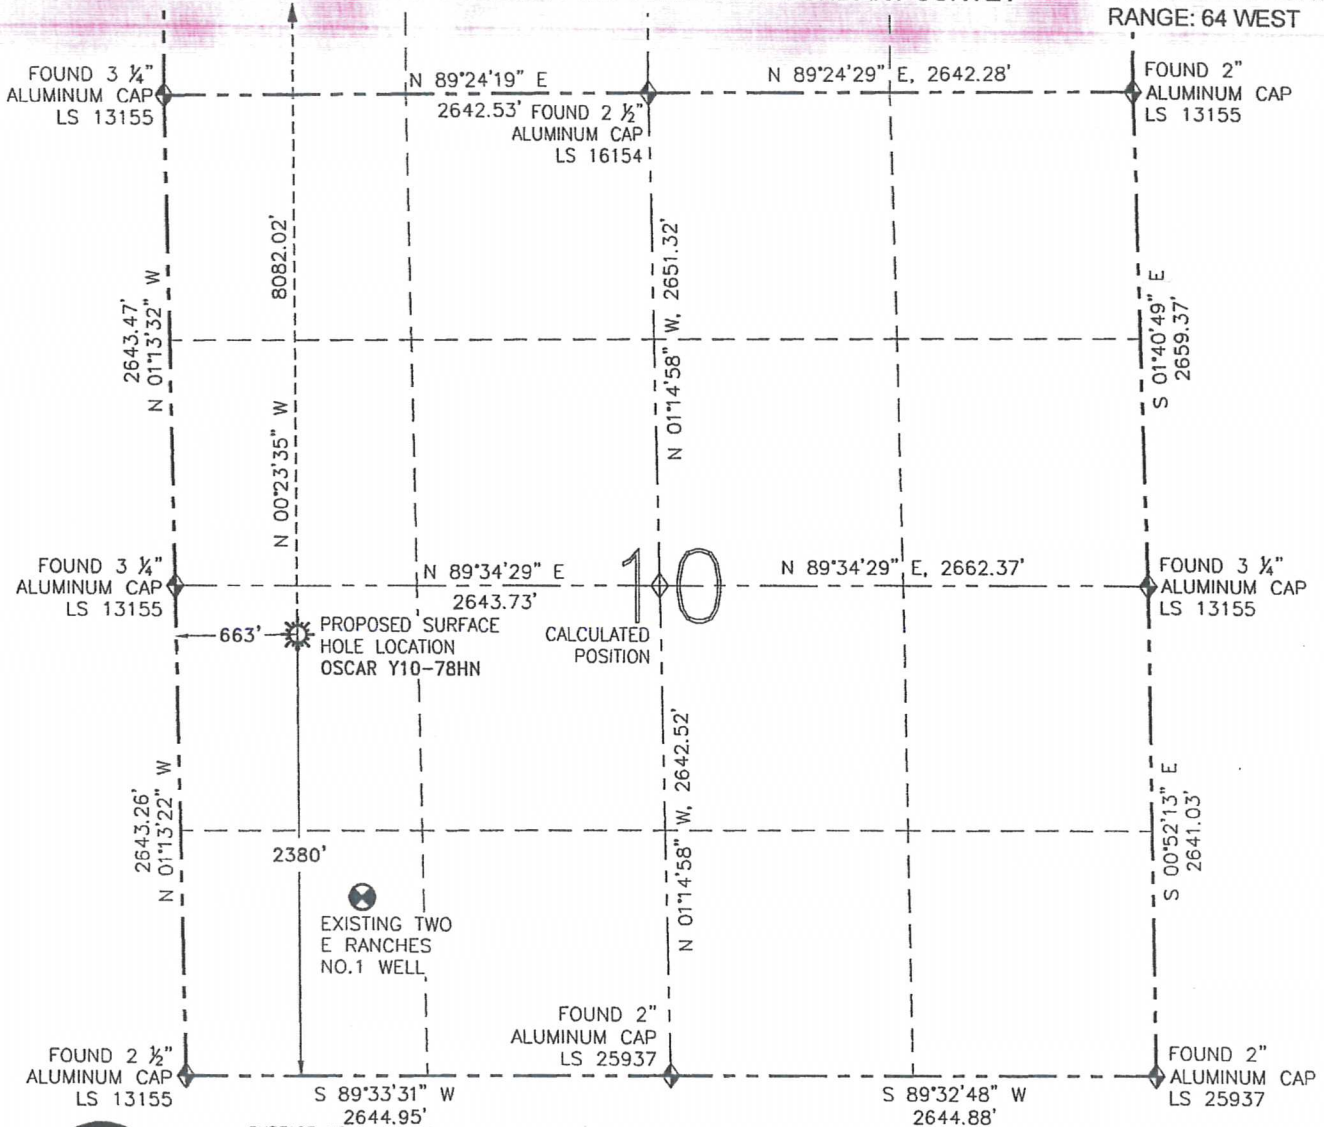 RANGE: 64 WEST
FOUND 3 ¼"
ALUMINUM CAP
LS 13155
N 89°24'19" E
2642.53'
FOUND 2 ½"
ALUMINUM CAP
LS 16154
N 89°24'29" E, 2642.28'
FOUND 2"
ALUMINUM CAP
LS 13155
2643.47'
N 01°13'32" W
8082.02'
N 00°23'35" W
N 01°14'58" W, 2651.32'
S 01°40'49" E
2659.37'
FOUND 3 ¼"
ALUMINUM CAP
LS 13155
N 89°34'29" E
2643.73'
10
N 89°34'29" E, 2662.37'
FOUND 3 ¼"
ALUMINUM CAP
LS 13155
663'
PROPOSED SURFACE
HOLE LOCATION
OSCAR Y10-78HN
CALCULATED
POSITION
2643.26'
N 01°13'22" W
2380'
N 01°14'58" W, 2642.52'
S 00°52'13" E
2641.03'
EXISTING TWO
E RANCHES
NO.1 WELL
FOUND 2 ½"
ALUMINUM CAP
LS 13155
S 89°33'31" W
2644.95'
FOUND 2"
ALUMINUM CAP
LS 25937
S 89°32'48" W
2644.88'
FOUND 2"
ALUMINUM CAP
LS 25937